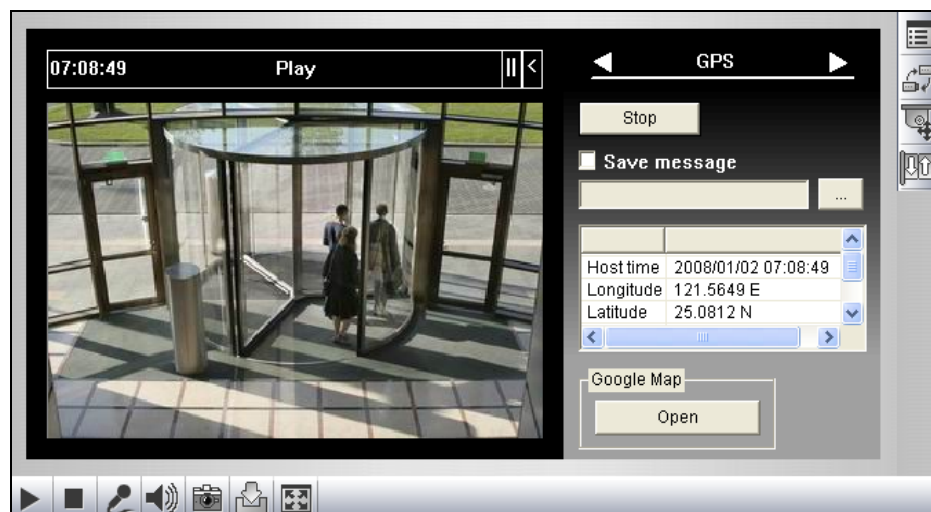 07:08:49 Play || <
GPS
Stop
Save message
...
Host time 2008/01/02 07:08:49
Longitude 121.5649 E
Latitude 25.0812 N
Google Map
Open